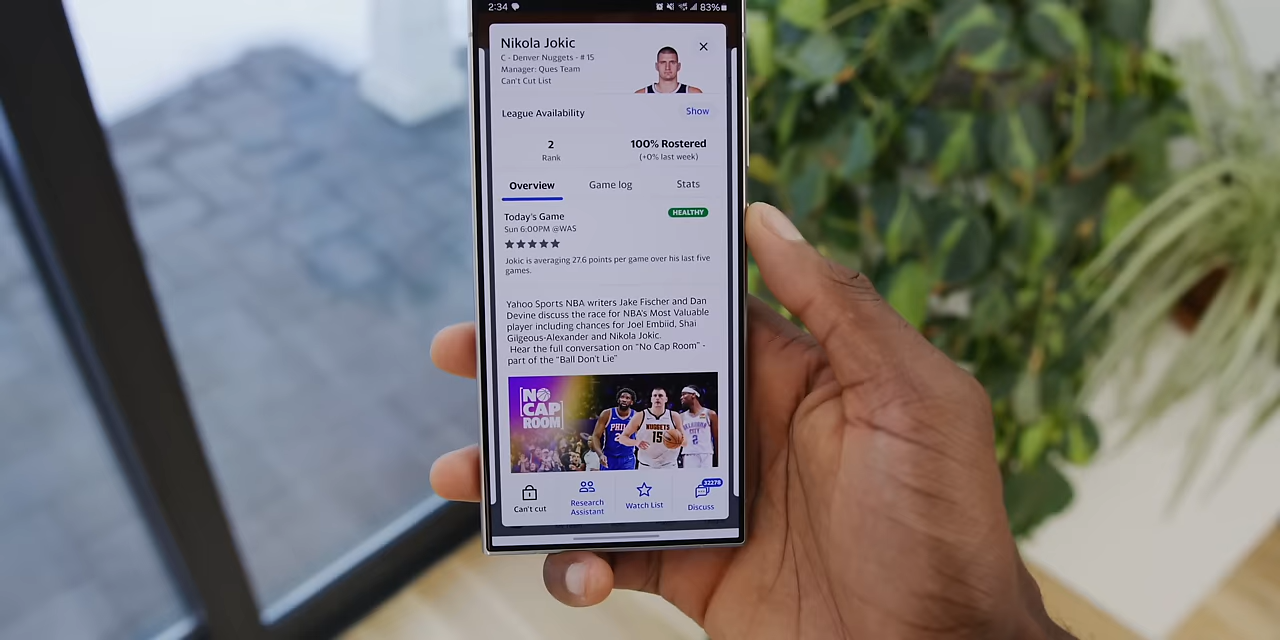 2:34
83%
Nikola Jokic
C - Denver Nuggets - # 15
Manager: Ques Team
Can't Cut List
League Availability
Show
2
Rank
100% Rostered
(+0% last week)
Overview
Game log
Stats
Today's Game
HEALTHY
Sun 6:00PM @WAS
Jokic is averaging 27.6 points per game over his last five
games.
Yahoo Sports NBA writers Jake Fischer and Dan
Devine discuss the race for NBA's Most Valuable
player including chances for Joel Embiid, Shai
Gilgeous-Alexander and Nikola Jokic.
Hear the full conversation on “No Cap Room” -
part of the “Ball Don't Lie”
NO
CAP
ROOM
PHIL
2
NUGGETS
15
OKLAHOMA
CITY
2
Can't cut
Research
Assistant
Watch List
32278
Discuss